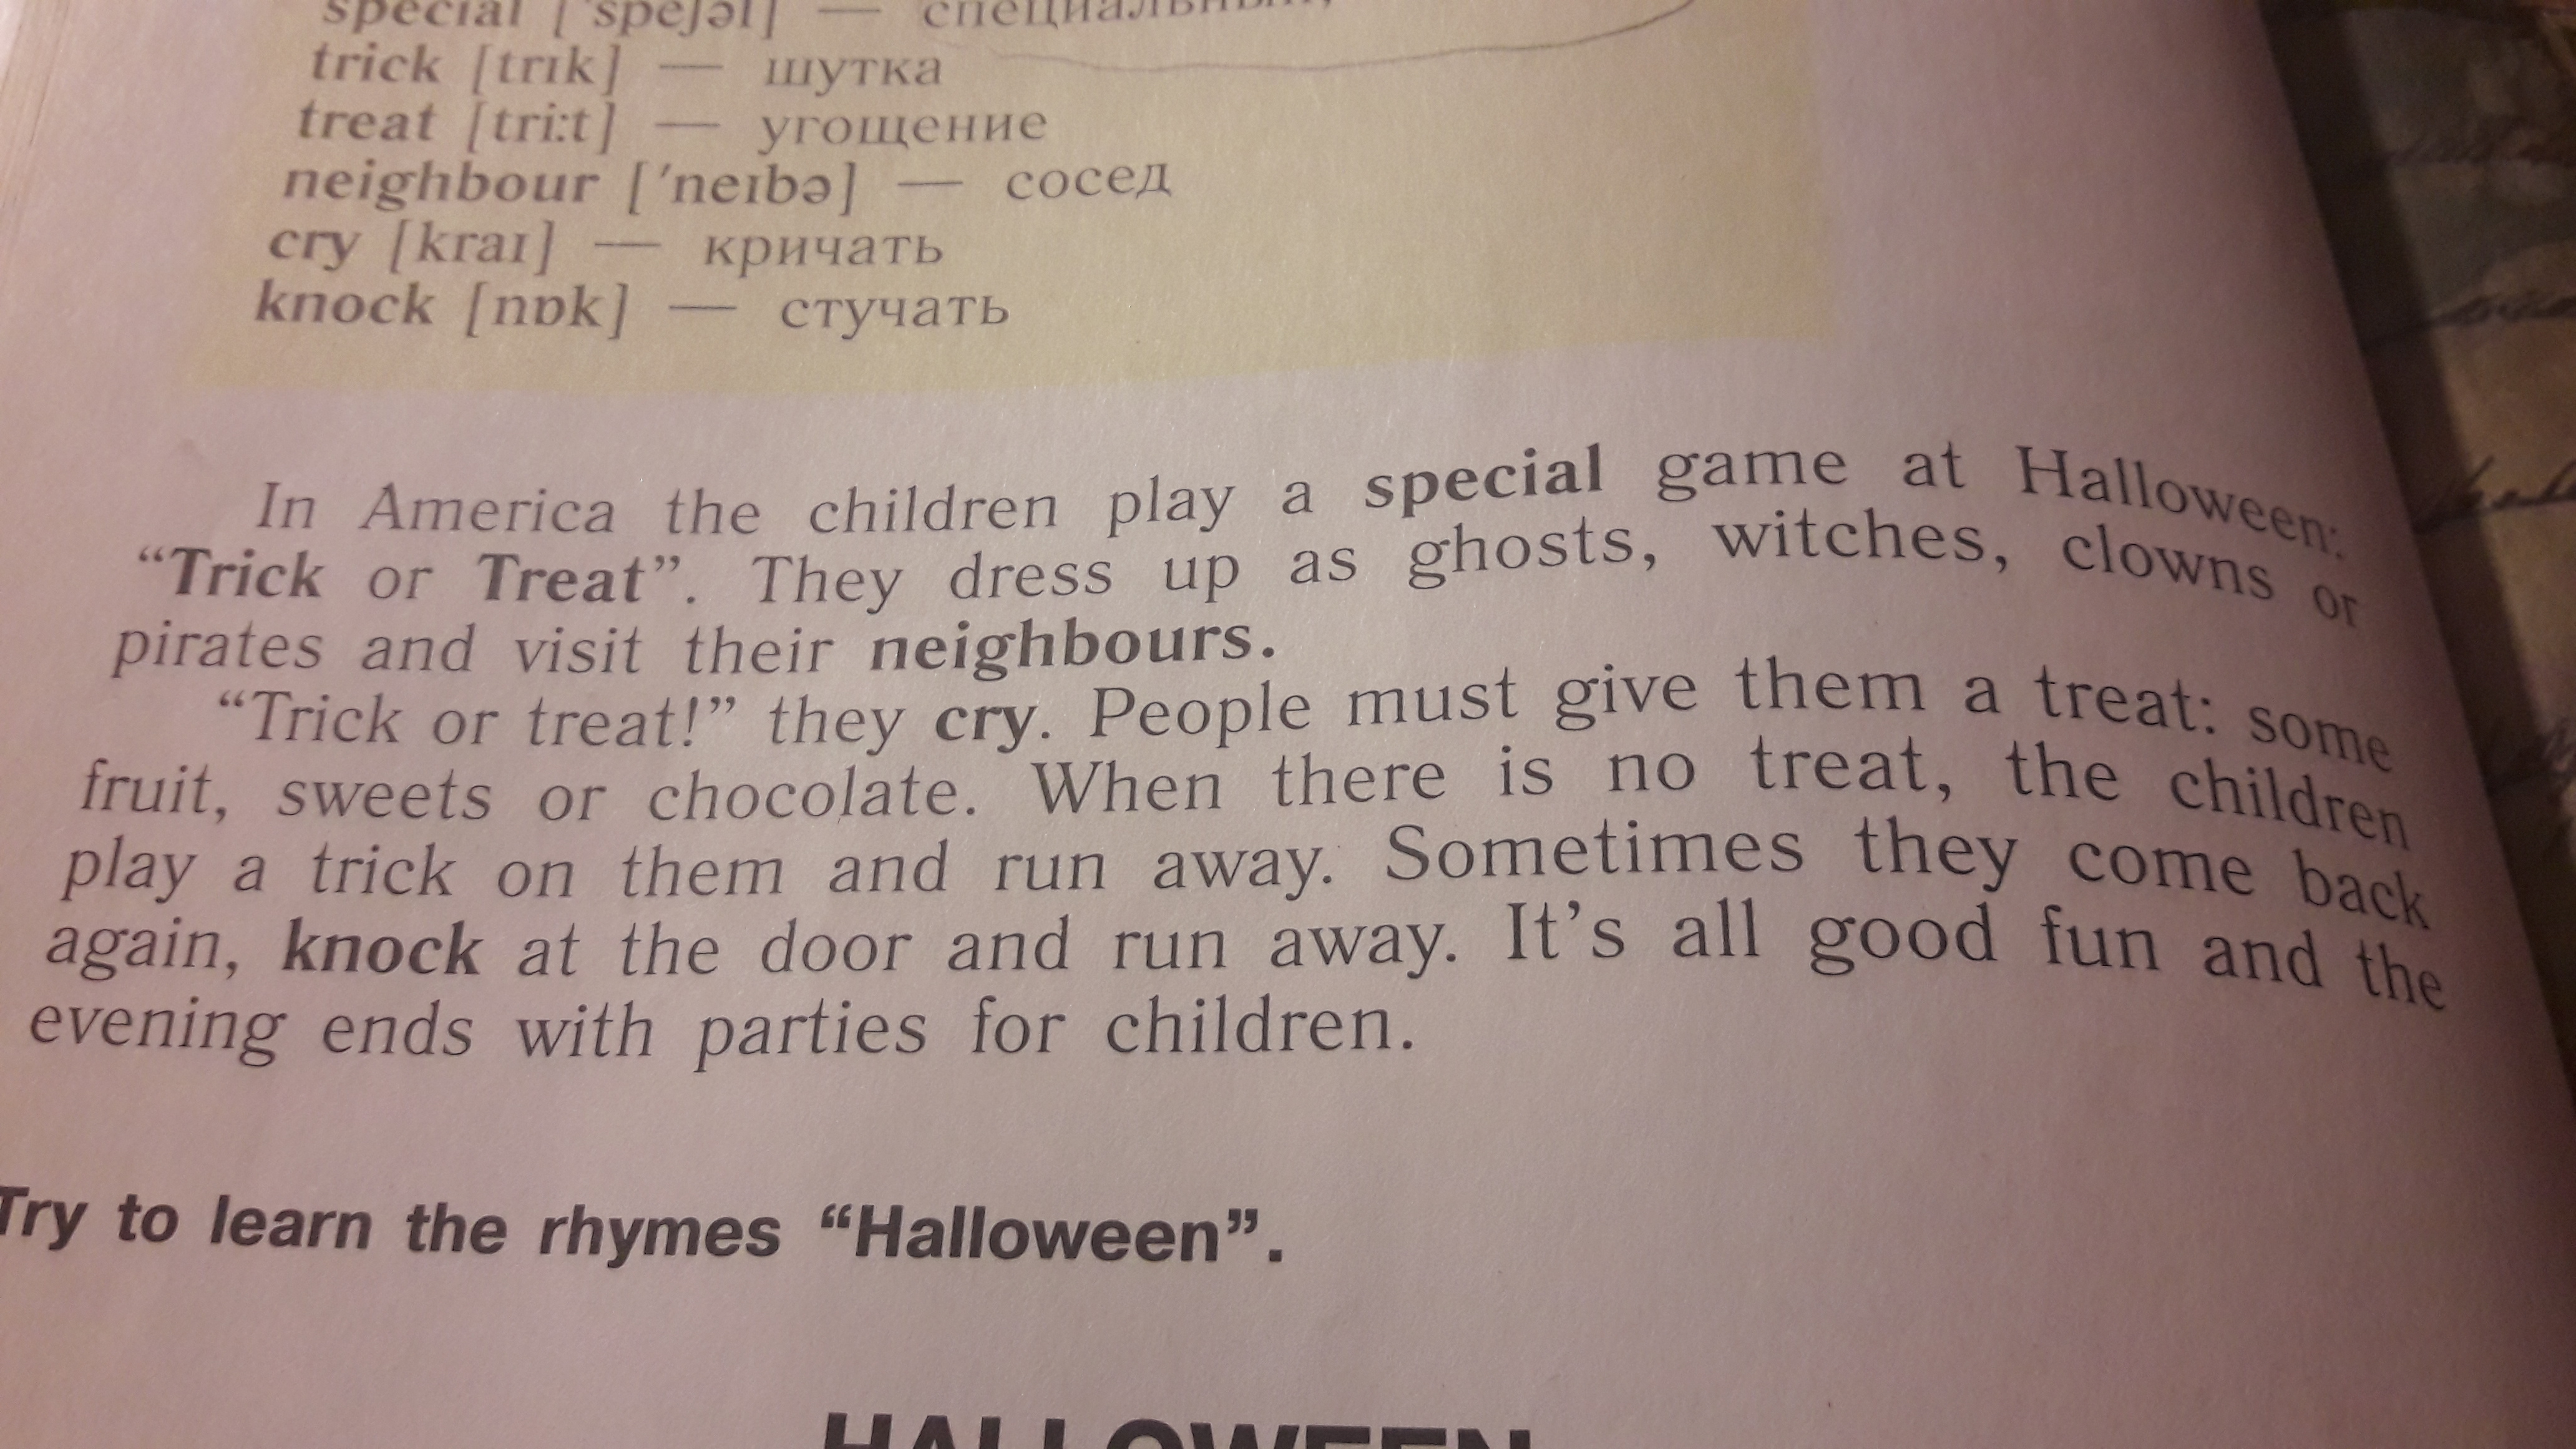 special ['speʃəl] — специальный,
trick [trɪk] — шутка
treat [tri:t] — угощение
neighbour ['neɪbə] — сосед
cry [kraɪ] — кричать
knock [nɒk] — стучать
In America the children play a special game at Halloween:
“Trick or Treat”. They dress up as ghosts, witches, clowns or
pirates and visit their neighbours.
“Trick or treat!” they cry. People must give them a treat: some
fruit, sweets or chocolate. When there is no treat, the children
play a trick on them and run away. Sometimes they come back
again, knock at the door and run away. It’s all good fun and the
evening ends with parties for children.
Try to learn the rhymes “Halloween”.
HALLOWEEN